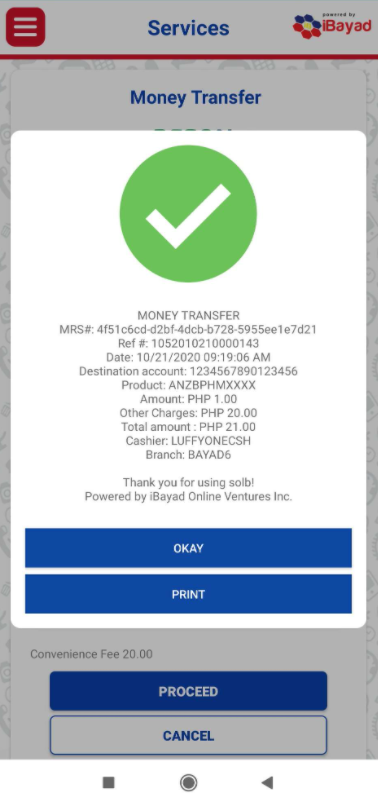 Services
powered by
iBayad
Money Transfer
MONEY TRANSFER
MRS#: 4f51c6cd-d2bf-4dcb-b728-5955ee1e7d21
Ref #: 1052010210000143
Date: 10/21/2020 09:19:06 AM
Destination account: 1234567890123456
Product: ANZBPHMXXXX
Amount: PHP 1.00
Other Charges: PHP 20.00
Total amount : PHP 21.00
Cashier: LUFFYONECSH
Branch: BAYAD6
Thank you for using solb!
Powered by iBayad Online Ventures Inc.
OKAY
PRINT
Convenience Fee 20.00
PROCEED
CANCEL